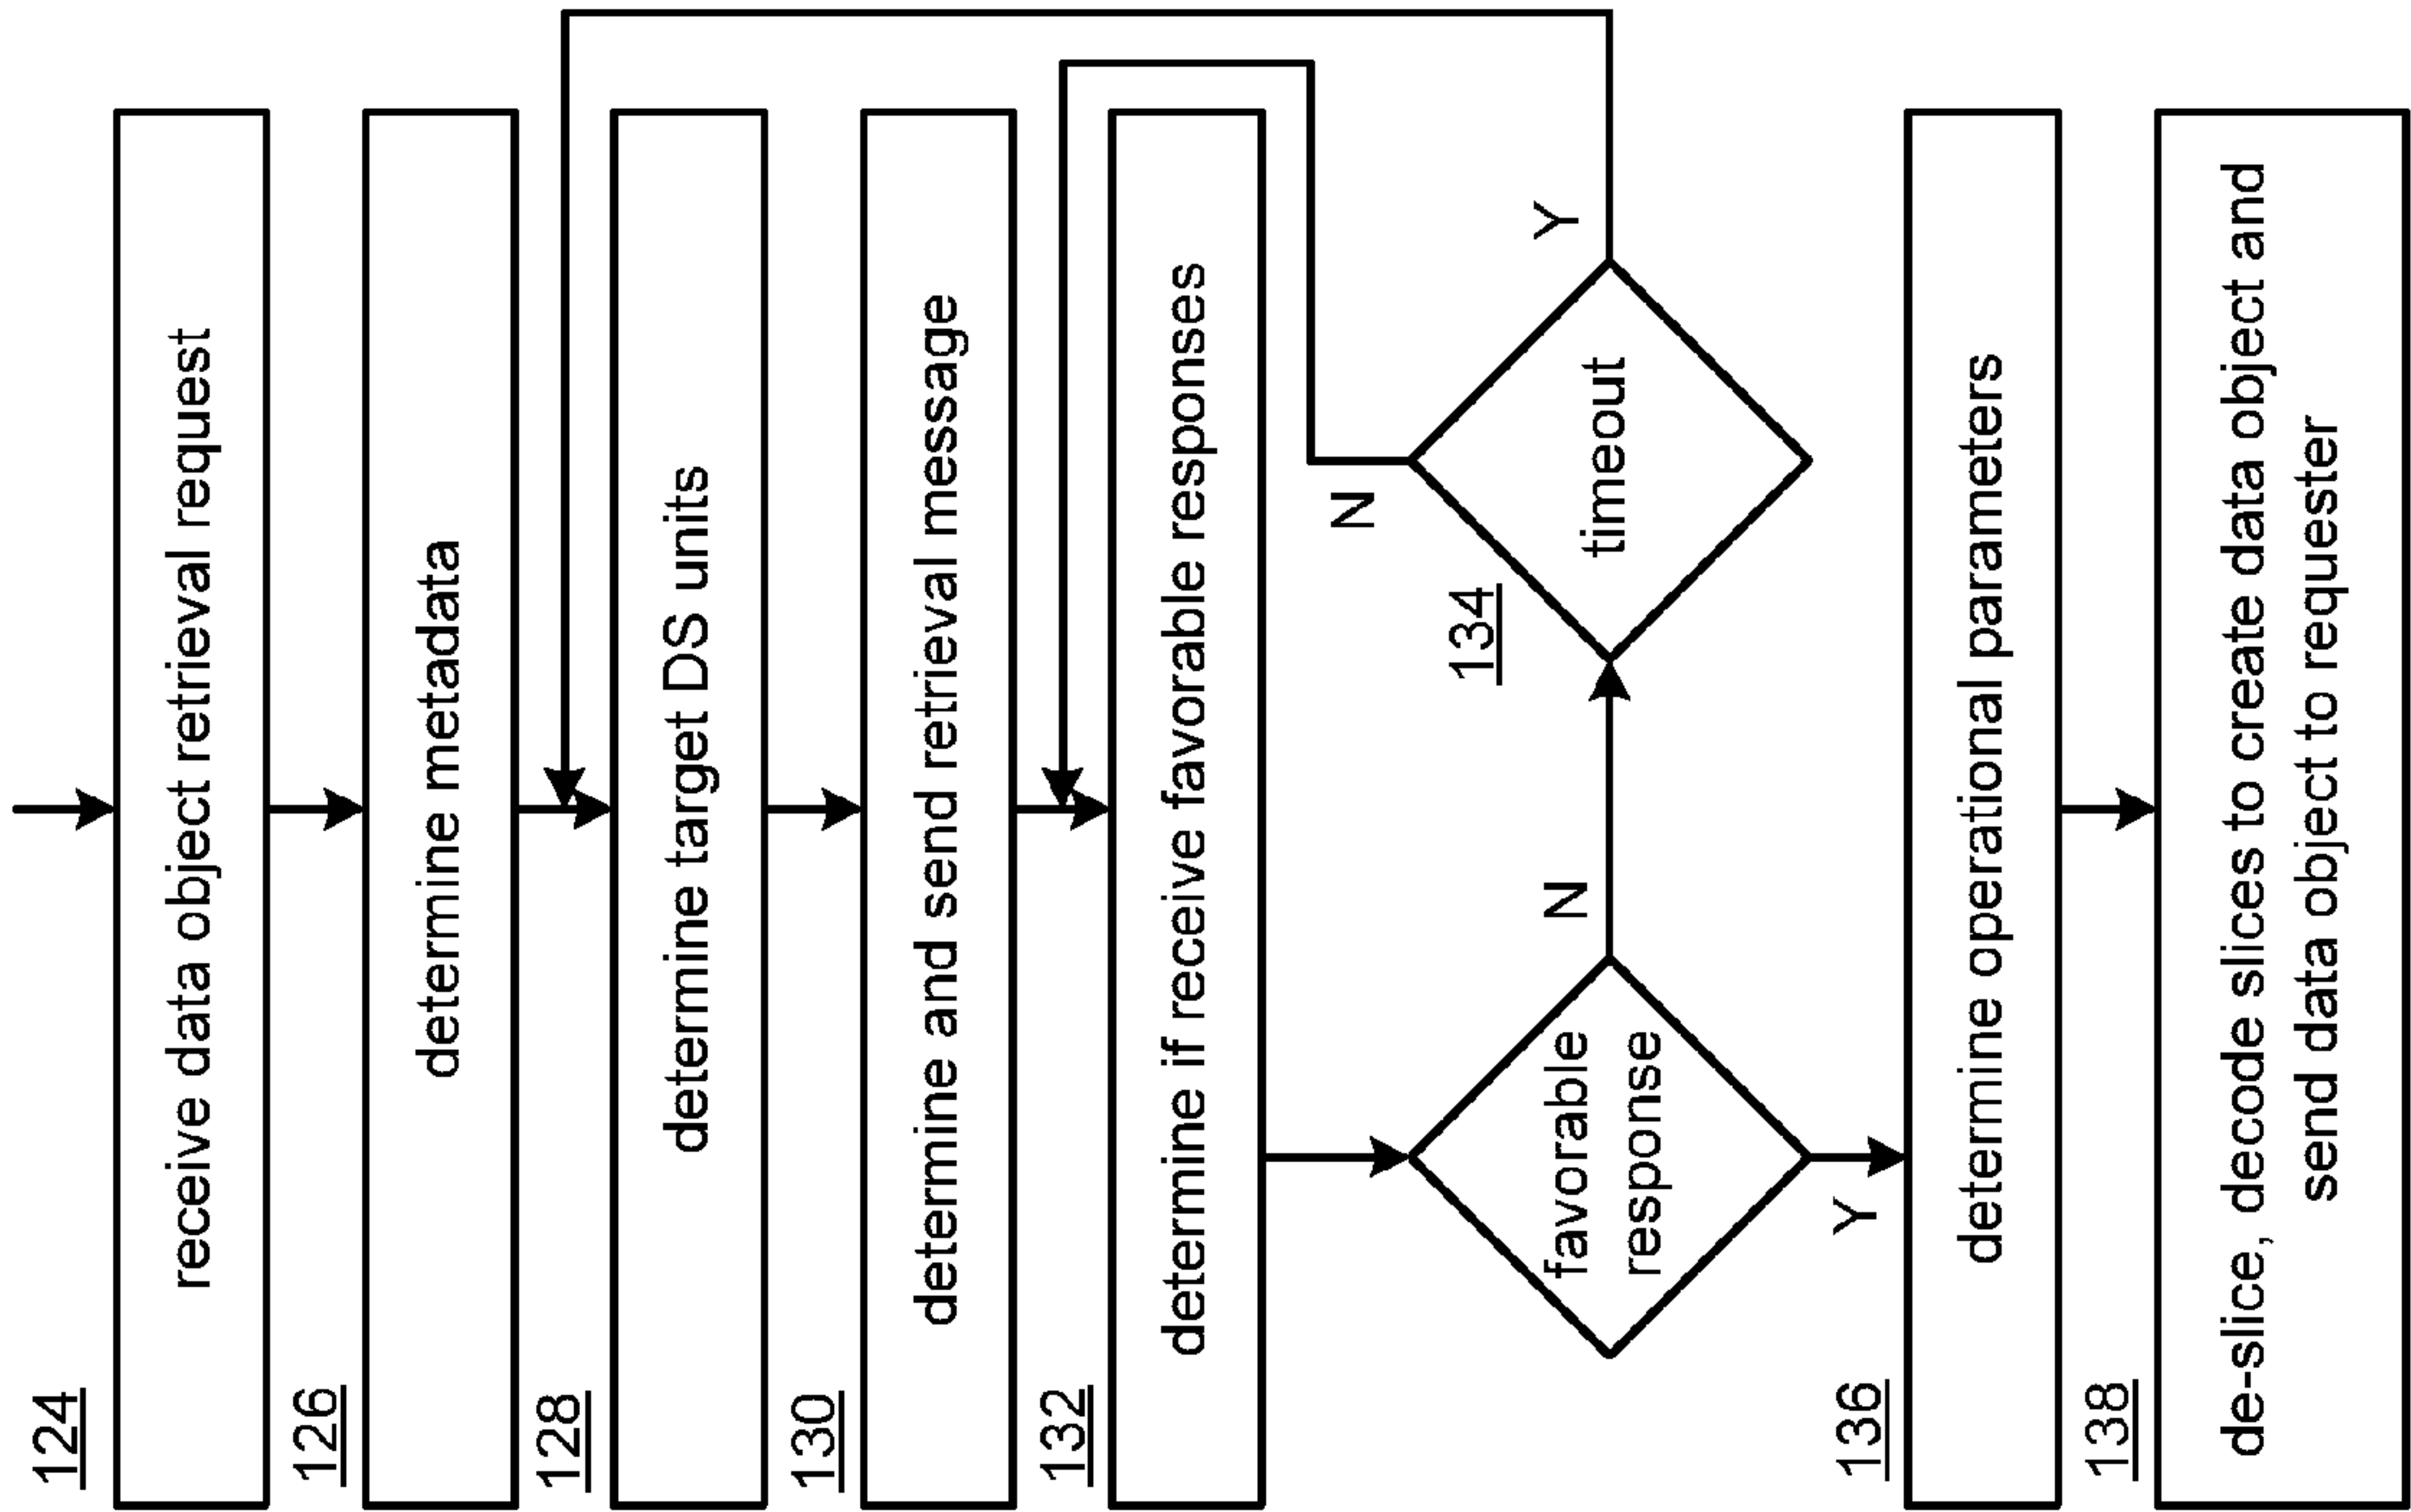 124
receive data object retrieval request
126
determine metadata
128
determine target DS units
130
determine and send retrieval message
132
determine if receive favorable responses
favorable
response
N
Y
134
timeout
N
Y
136
determine operational parameters
138
de-slice, decode slices to create data object and
send data object to requester